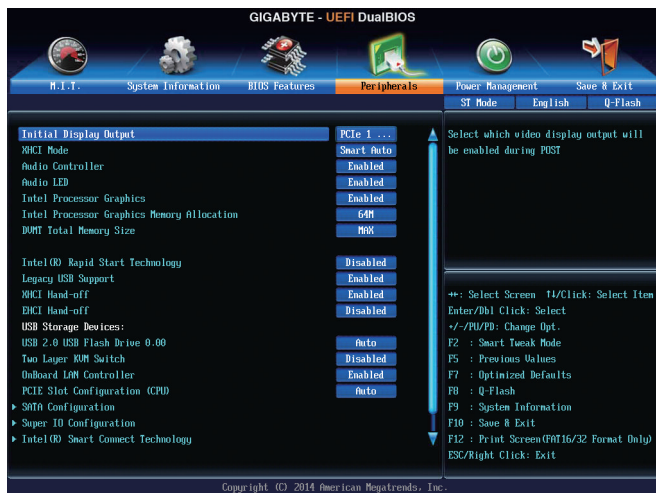 GIGABYTE - UEFI DualBIOS
M.I.T. System Information BIOS Features Peripherals Power Management Save & Exit
ST Mode English Q-Flash
Initial Display Output PCIe 1 ...
XHCI Mode Smart Auto
Audio Controller Enabled
Audio LED Enabled
Intel Processor Graphics Enabled
Intel Processor Graphics Memory Allocation 64M
DVMT Total Memory Size MAX
Intel(R) Rapid Start Technology Disabled
Legacy USB Support Enabled
XHCI Hand-off Enabled
EHCI Hand-off Disabled
USB Storage Devices:
USB 2.0 USB Flash Drive 0.00 Auto
Two Layer KVM Switch Disabled
OnBoard LAN Controller Enabled
PCIE Slot Configuration (CPU) Auto
SATA Configuration
Super IO Configuration
Intel(R) Smart Connect Technology
Select which video display output will
be enabled during POST
↔: Select Screen ↑↓/Click: Select Item
Enter/Dbl Click: Select
+/-/PU/PD: Change Opt.
F2 : Smart Tweak Mode
F5 : Previous Values
F7 : Optimized Defaults
F8 : Q-Flash
F9 : System Information
F10 : Save & Exit
F12 : Print Screen(FAT16/32 Format Only)
ESC/Right Click: Exit
Copyright (C) 2014 American Megatrends, Inc.